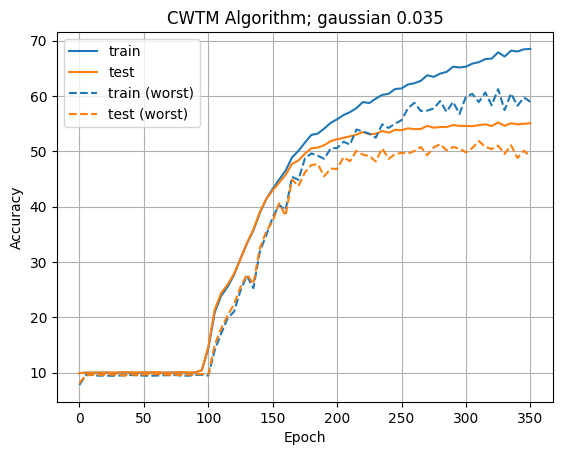 CWTM Algorithm; gaussian 0.035
train
test
train (worst)
test (worst)
Accuracy
70
60
50
40
30
20
10
0 50 100 150 200 250 300 350
Epoch